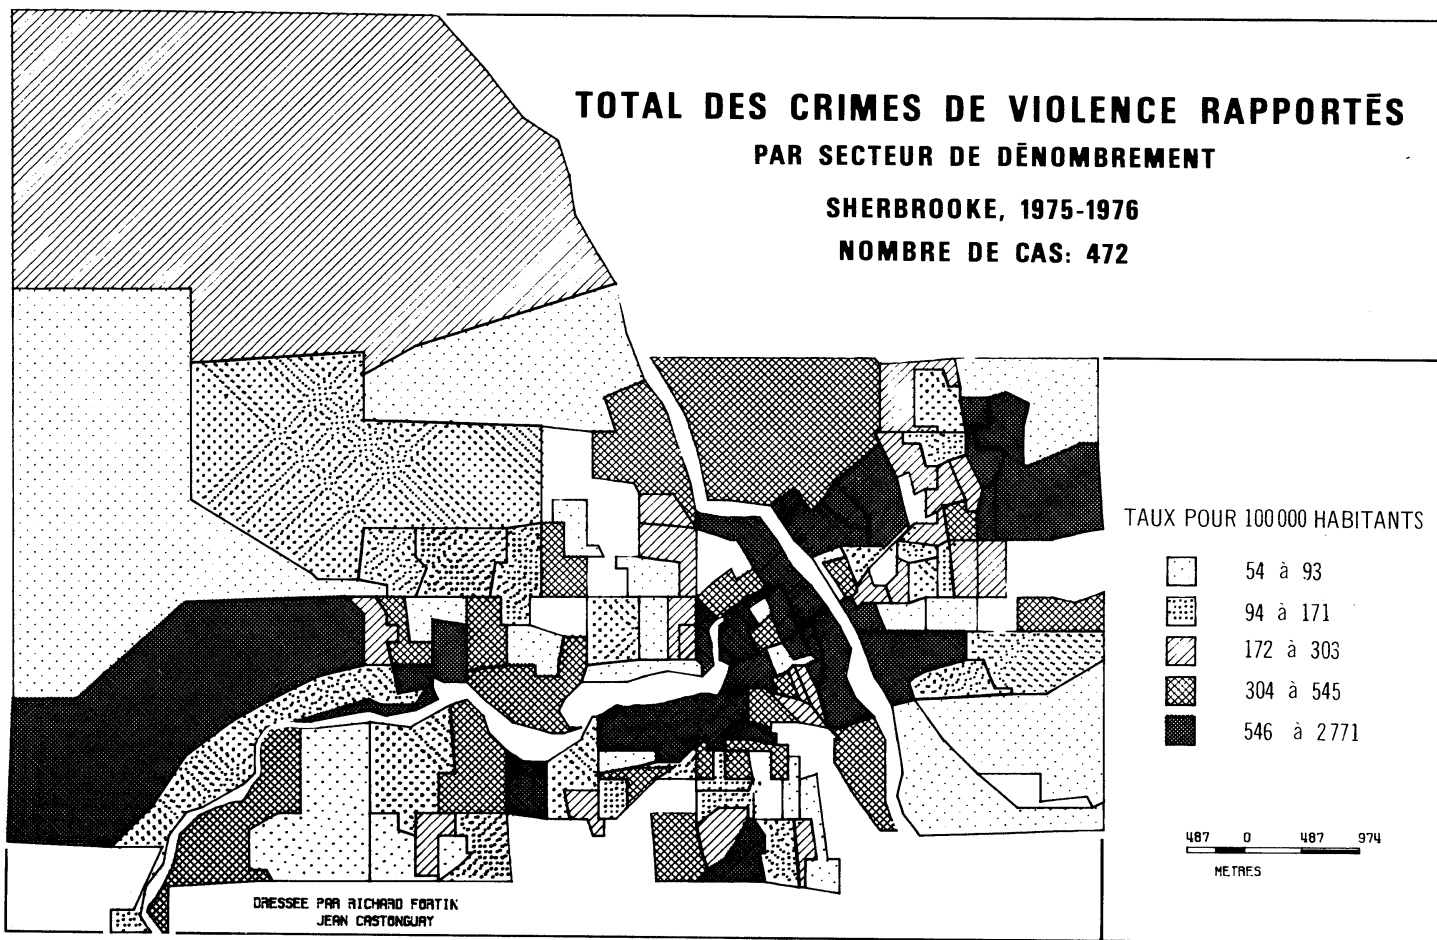 TOTAL DES CRIMES DE VIOLENCE RAPPORTÉS
PAR SECTEUR DE DÉNOMBREMENT
SHERBROOKE, 1975-1976
NOMBRE DE CAS: 472
TAUX POUR 100000 HABITANTS
54 à 93
94 à 171
172 à 303
304 à 545
546 à 2771
487 0 487 974
METRES
DRESSEE PAR RICHARD FORTIN
JEAN CASTONGUAY